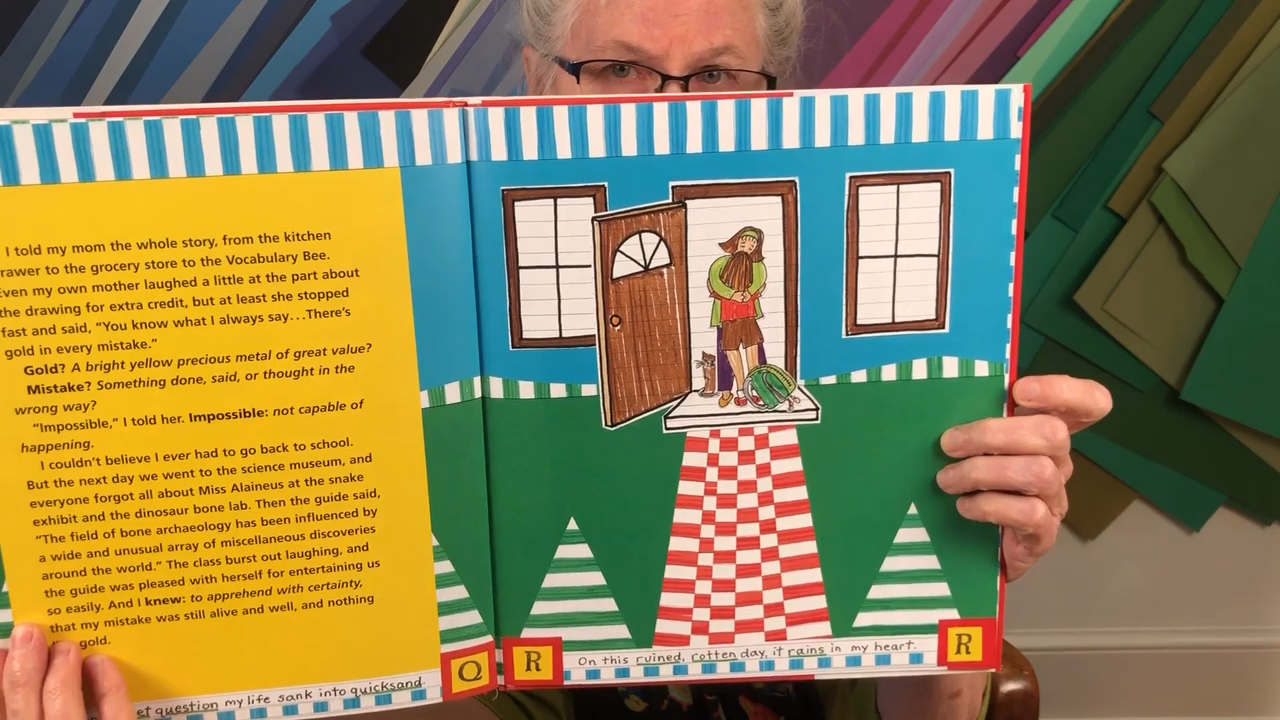 I told my mom the whole story, from the kitchen
to the grocery store to the Vocabulary Bee.
Even my own mother laughed a little at the part about
the drawing for extra credit, but at least she stopped
fast and said, "You know what I always say...There's
gold in every mistake."
Gold? A bright yellow precious metal of great value?
Mistake? Something done, said, or thought in the
wrong way?
"Impossible," I told her. Impossible: not capable of
happening.
I couldn't believe I ever had to go back to school.
But the next day we went to the science museum, and
everyone forgot all about Miss Alaineus at the snake
exhibit and the dinosaur bone lab. Then the guide said,
"The field of bone archaeology has been influenced by
a wide and unusual array of miscellaneous discoveries
around the world." The class burst out laughing, and
the guide was pleased with herself for entertaining us
so easily. And I knew: to apprehend with certainty,
that my mistake was still alive and well, and nothing
gold.
question my life sank into quicksand
Q
R
On this ruined, rotten day, it rains in my heart.
R